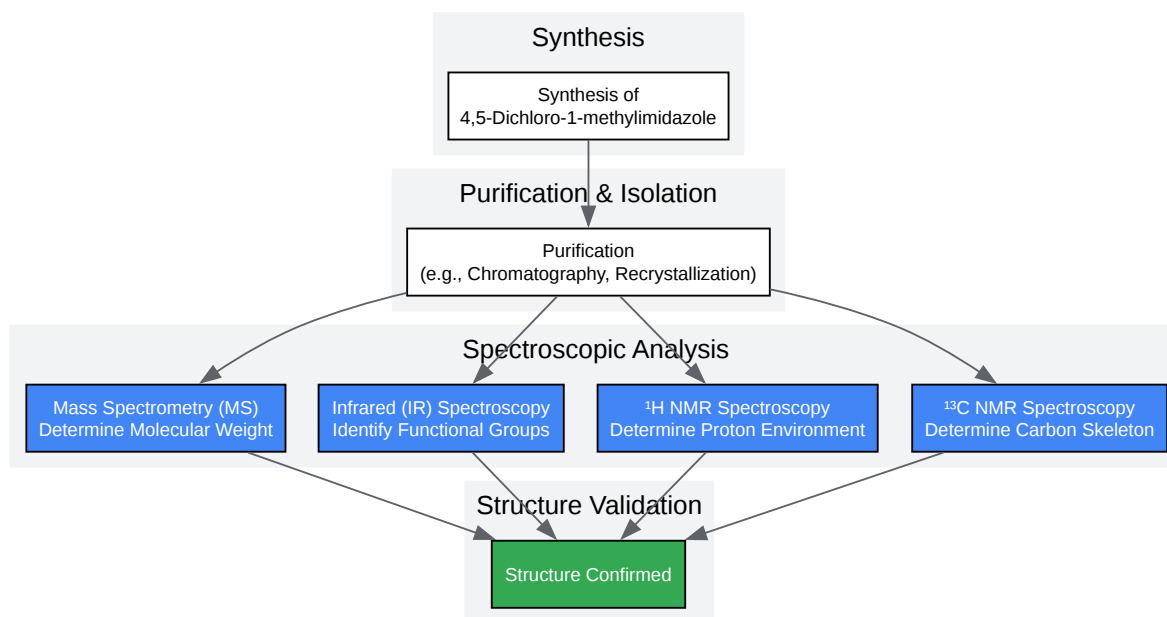 Synthesis
Synthesis of
4,5-Dichloro-1-methylimidazole
Purification & Isolation
Purification
(e.g., Chromatography, Recrystallization)
Spectroscopic Analysis
Mass Spectrometry (MS)
Determine Molecular Weight
Infrared (IR) Spectroscopy
Identify Functional Groups
¹H NMR Spectroscopy
Determine Proton Environment
¹³C NMR Spectroscopy
Determine Carbon Skeleton
Structure Validation
Structure Confirmed